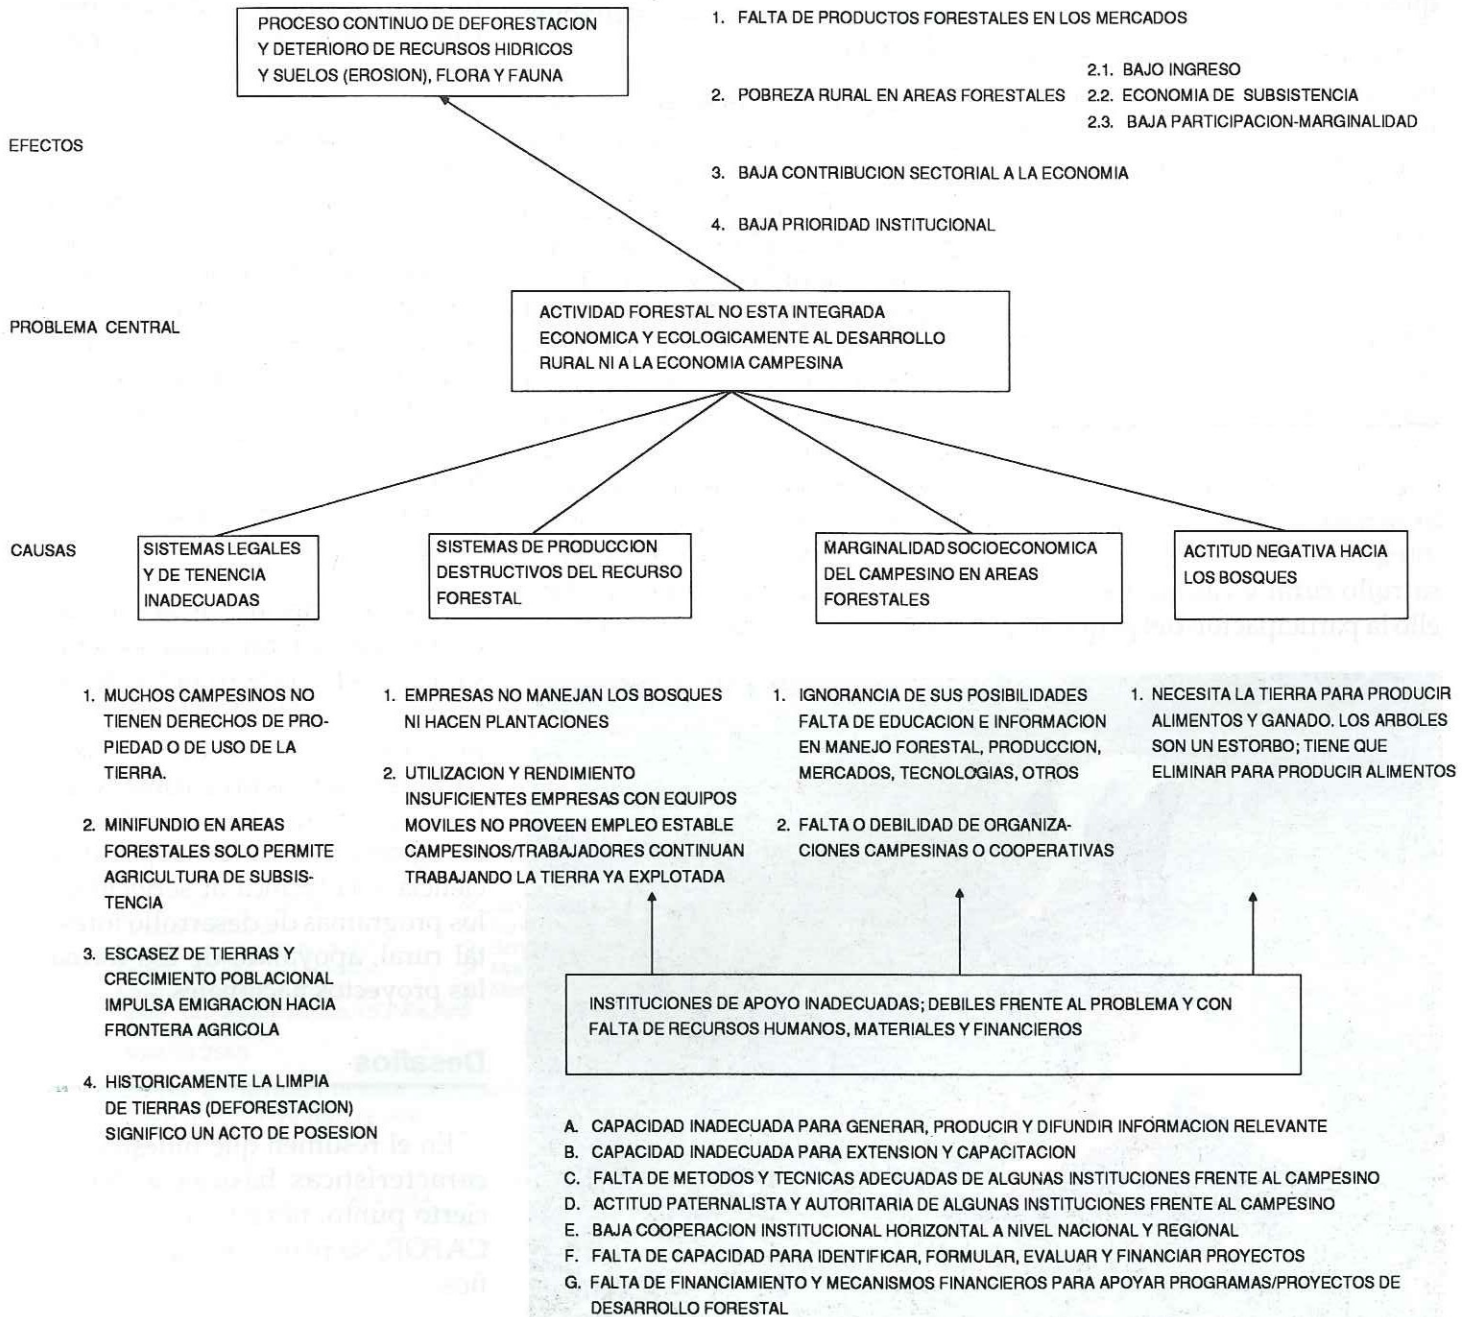 PROCESO CONTINUO DE DEFORESTACION
Y DETERIORO DE RECURSOS HIDRICOS
Y SUELOS (EROSION), FLORA Y FAUNA
1. FALTA DE PRODUCTOS FORESTALES EN LOS MERCADOS
2. POBREZA RURAL EN AREAS FORESTALES
2.1. BAJO INGRESO
2.2. ECONOMIA DE SUBSISTENCIA
2.3. BAJA PARTICIPACION-MARGINALIDAD
3. BAJA CONTRIBUCION SECTORIAL A LA ECONOMIA
4. BAJA PRIORIDAD INSTITUCIONAL
EFECTOS
PROBLEMA CENTRAL
ACTIVIDAD FORESTAL NO ESTA INTEGRADA
ECONOMICA Y ECOLOGICAMENTE AL DESARROLLO
RURAL NI A LA ECONOMIA CAMPESINA
CAUSAS
SISTEMAS LEGALES
Y DE TENENCIA
INADECUADAS
SISTEMAS DE PRODUCCION
DESTRUCTIVOS DEL RECURSO
FORESTAL
MARGINALIDAD SOCIOECONOMICA
DEL CAMPESINO EN AREAS
FORESTALES
ACTITUD NEGATIVA HACIA
LOS BOSQUES
1. MUCHOS CAMPESINOS NO
TIENEN DERECHOS DE PRO-
PIEDAD O DE USO DE LA
TIERRA.
2. MINIFUNDIO EN AREAS
FORESTALES SOLO PERMITE
AGRICULTURA DE SUBSIS-
TENCIA
3. ESCASEZ DE TIERRAS Y
CRECIMIENTO POBLACIONAL
IMPULSA EMIGRACION HACIA
FRONTERA AGRICOLA
4. HISTORICAMENTE LA LIMPIA
DE TIERRAS (DEFORESTACION)
SIGNIFICO UN ACTO DE POSESION
1. EMPRESAS NO MANEJAN LOS BOSQUES
NI HACEN PLANTACIONES
2. UTILIZACION Y RENDIMIENTO
INSUFICIENTES EMPRESAS CON EQUIPOS
MOVILES NO PROVEEN EMPLEO ESTABLE
CAMPESINOS/TRABAJADORES CONTINUAN
TRABAJANDO LA TIERRA YA EXPLOTADA
1. IGNORANCIA DE SUS POSIBILIDADES
FALTA DE EDUCACION E INFORMACION
EN MANEJO FORESTAL, PRODUCCION,
MERCADOS, TECNOLOGIAS, OTROS
2. FALTA O DEBILIDAD DE ORGANIZA-
CIONES CAMPESINAS O COOPERATIVAS
1. NECESITA LA TIERRA PARA PRODUCIR
ALIMENTOS Y GANADO. LOS ARBOLES
SON UN ESTORBO; TIENE QUE
ELIMINAR PARA PRODUCIR ALIMENTOS
INSTITUCIONES DE APOYO INADECUADAS; DEBILES FRENTE AL PROBLEMA Y CON
FALTA DE RECURSOS HUMANOS, MATERIALES Y FINANCIEROS
A. CAPACIDAD INADECUADA PARA GENERAR, PRODUCIR Y DIFUNDIR INFORMACION RELEVANTE
B. CAPACIDAD INADECUADA PARA EXTENSION Y CAPACITACION
C. FALTA DE METODOS Y TECNICAS ADECUADAS DE ALGUNAS INSTITUCIONES FRENTE AL CAMPESINO
D. ACTITUD PATERNALISTA Y AUTORITARIA DE ALGUNAS INSTITUCIONES FRENTE AL CAMPESINO
E. BAJA COOPERACION INSTITUCIONAL HORIZONTAL A NIVEL NACIONAL Y REGIONAL
F. FALTA DE CAPACIDAD PARA IDENTIFICAR, FORMULAR, EVALUAR Y FINANCIAR PROYECTOS
G. FALTA DE FINANCIAMIENTO Y MECANISMOS FINANCIEROS PARA APOYAR PROGRAMAS/PROYECTOS DE
DESARROLLO FORESTAL